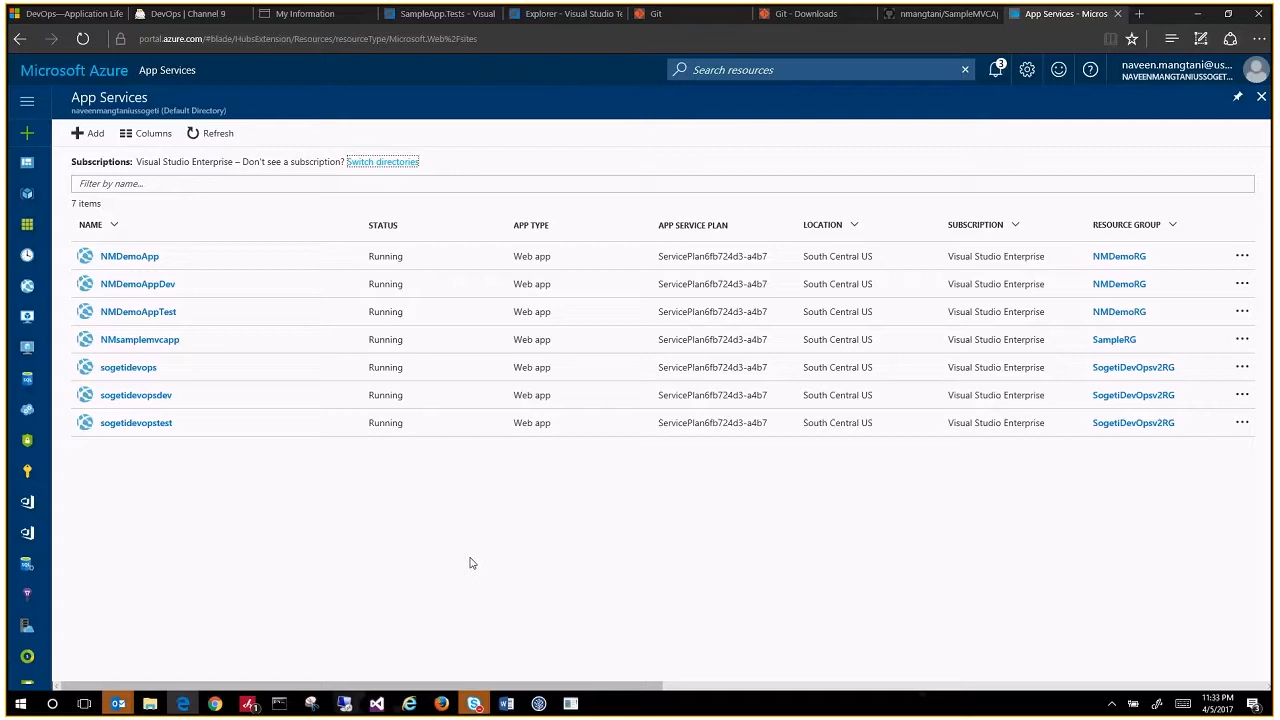 DevOps—Application Life
DevOps | Channel 9
My Information
SampleApp.Tests - Visual
Explorer - Visual Studio Te
Git
Git - Downloads
nmangtani/SampleMVCAp
App Services - Micros
portal.azure.com/#blade/HubsExtension/Resources/resourceType/Microsoft.Web%2Fsites
Microsoft Azure App Services
Search resources
3
naveen.mangtani@us...
NAVEENMANGTANIUSSOGETI...
App Services
naveenmangtaniussogeti (Default Directory)
Add Columns Refresh
Subscriptions: Visual Studio Enterprise – Don't see a subscription? Switch directories
Filter by name...
7 items
NAME STATUS APP TYPE APP SERVICE PLAN LOCATION SUBSCRIPTION RESOURCE GROUP
NMDemoApp Running Web app ServicePlan6fb724d3-a4b7 South Central US Visual Studio Enterprise NMDemoRG
NMDemoAppDev Running Web app ServicePlan6fb724d3-a4b7 South Central US Visual Studio Enterprise NMDemoRG
NMDemoAppTest Running Web app ServicePlan6fb724d3-a4b7 South Central US Visual Studio Enterprise NMDemoRG
NMsamplemvcapp Running Web app ServicePlan6fb724d3-a4b7 South Central US Visual Studio Enterprise SampleRG
sogetidevops Running Web app ServicePlan6fb724d3-a4b7 South Central US Visual Studio Enterprise SogetiDevOpsv2RG
sogetidevopsdev Running Web app ServicePlan6fb724d3-a4b7 South Central US Visual Studio Enterprise SogetiDevOpsv2RG
sogetidevopstest Running Web app ServicePlan6fb724d3-a4b7 South Central US Visual Studio Enterprise SogetiDevOpsv2RG
11:33 PM
4/5/2017